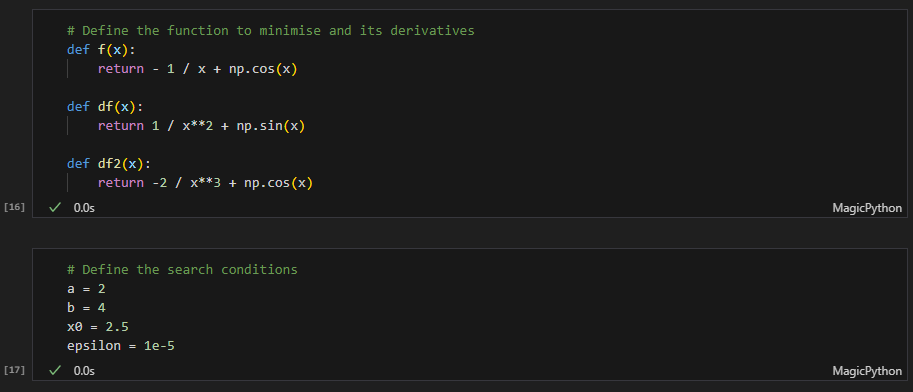 # Define the function to minimise and its derivatives
def f(x):
    return - 1 / x + np.cos(x)
def df(x):
    return 1 / x**2 + np.sin(x)
def df2(x):
    return -2 / x**3 + np.cos(x)
[16] 0.0s MagicPython
# Define the search conditions
a = 2
b = 4
x0 = 2.5
epsilon = 1e-5
[17] 0.0s MagicPython